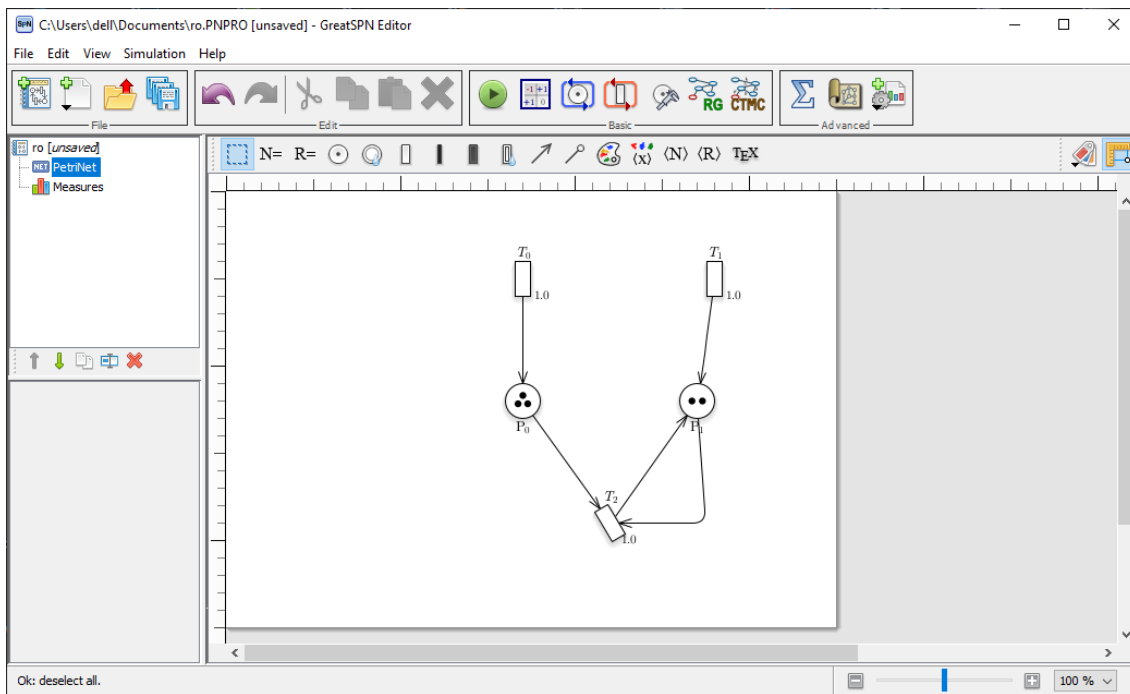 C:\Users\dell\Documents\ro.PNPRO [unsaved] - GreatSPN Editor
File Edit View Simulation Help
RG CTMC
File Edit Basic Advanced
ro [unsaved]
NET PetriNet
Measures
N= R= ⟨x⟩ ⟨N⟩ ⟨R⟩ TEX
T₀ T₁
1.0 1.0
P₀ P₁
T₂
1.0
Ok: deselect all. 100 %